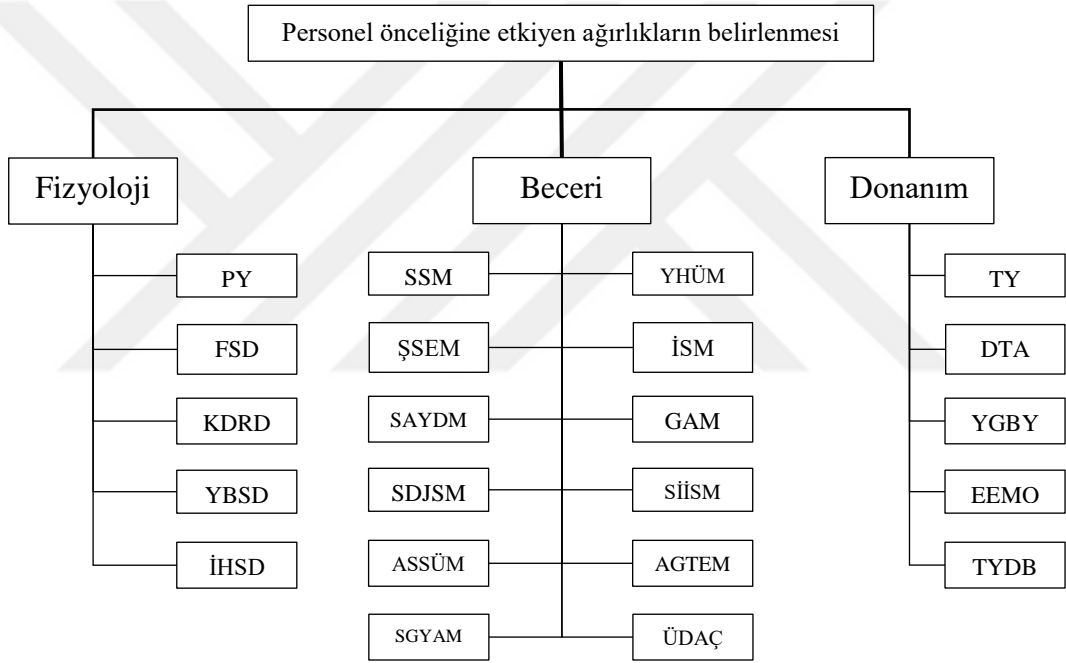 Personel önceliğine etkiyen ağırlıkların belirlenmesi
Fizyoloji
Beceri
Donanım
PY
FSD
KDRD
YBSD
İHSD
SSM
YHÜM
ŞSEM
İSM
SAYDM
GAM
SDJSM
SİİSM
ASSÜM
AGTEM
SGYAM
ÜDAÇ
TY
DTA
YGBY
EEMO
TYDB